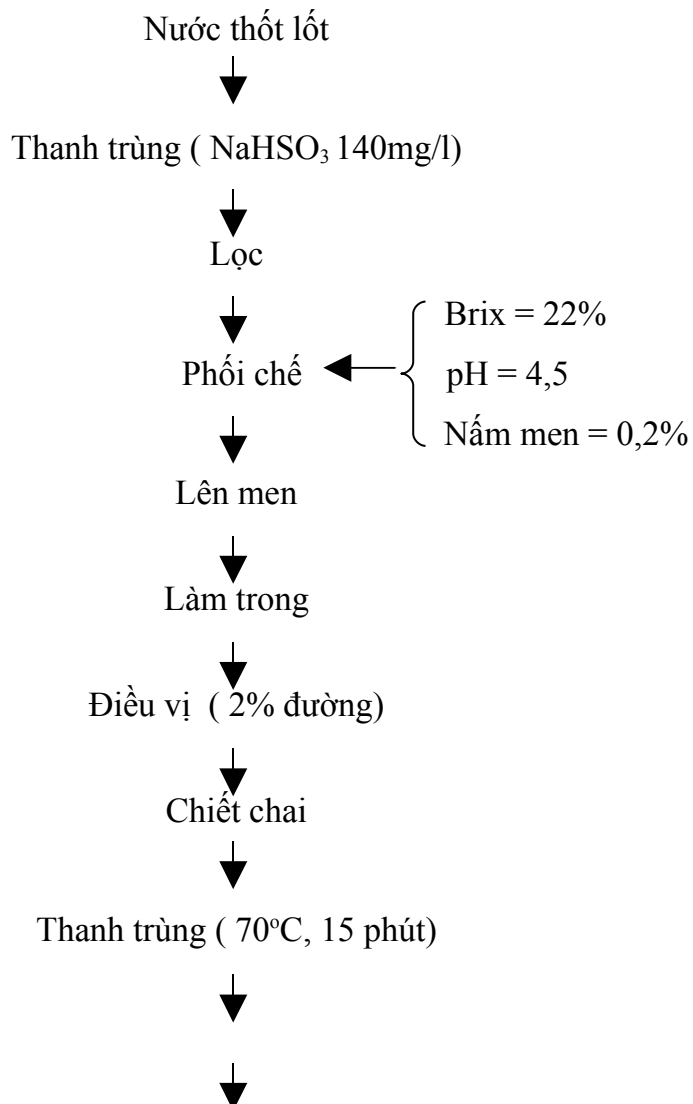 Nước thốt lốt
Thanh trùng ( NaHSO₃ 140mg/l)
Lọc
Brix = 22%
Phối chế
pH = 4,5
Nấm men = 0,2%
Lên men
Làm trong
Điều vị ( 2% đường)
Chiết chai
Thanh trùng ( 70°C, 15 phút)